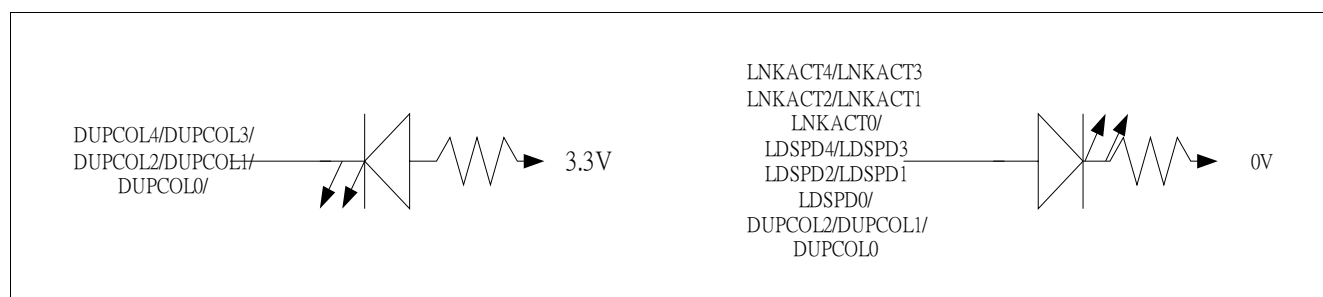 DUPCOL4/DUPCOL3/
DUPCOL2/DUPCOL1/
DUPCOL0/
3.3V
LNKACT4/LNKACT3
LNKACT2/LNKACT1
LNKACT0/
LDSPD4/LDSPD3
LDSPD2/LDSPD1
LDSPD0/
DUPCOL2/DUPCOL1/
DUPCOL0
0V